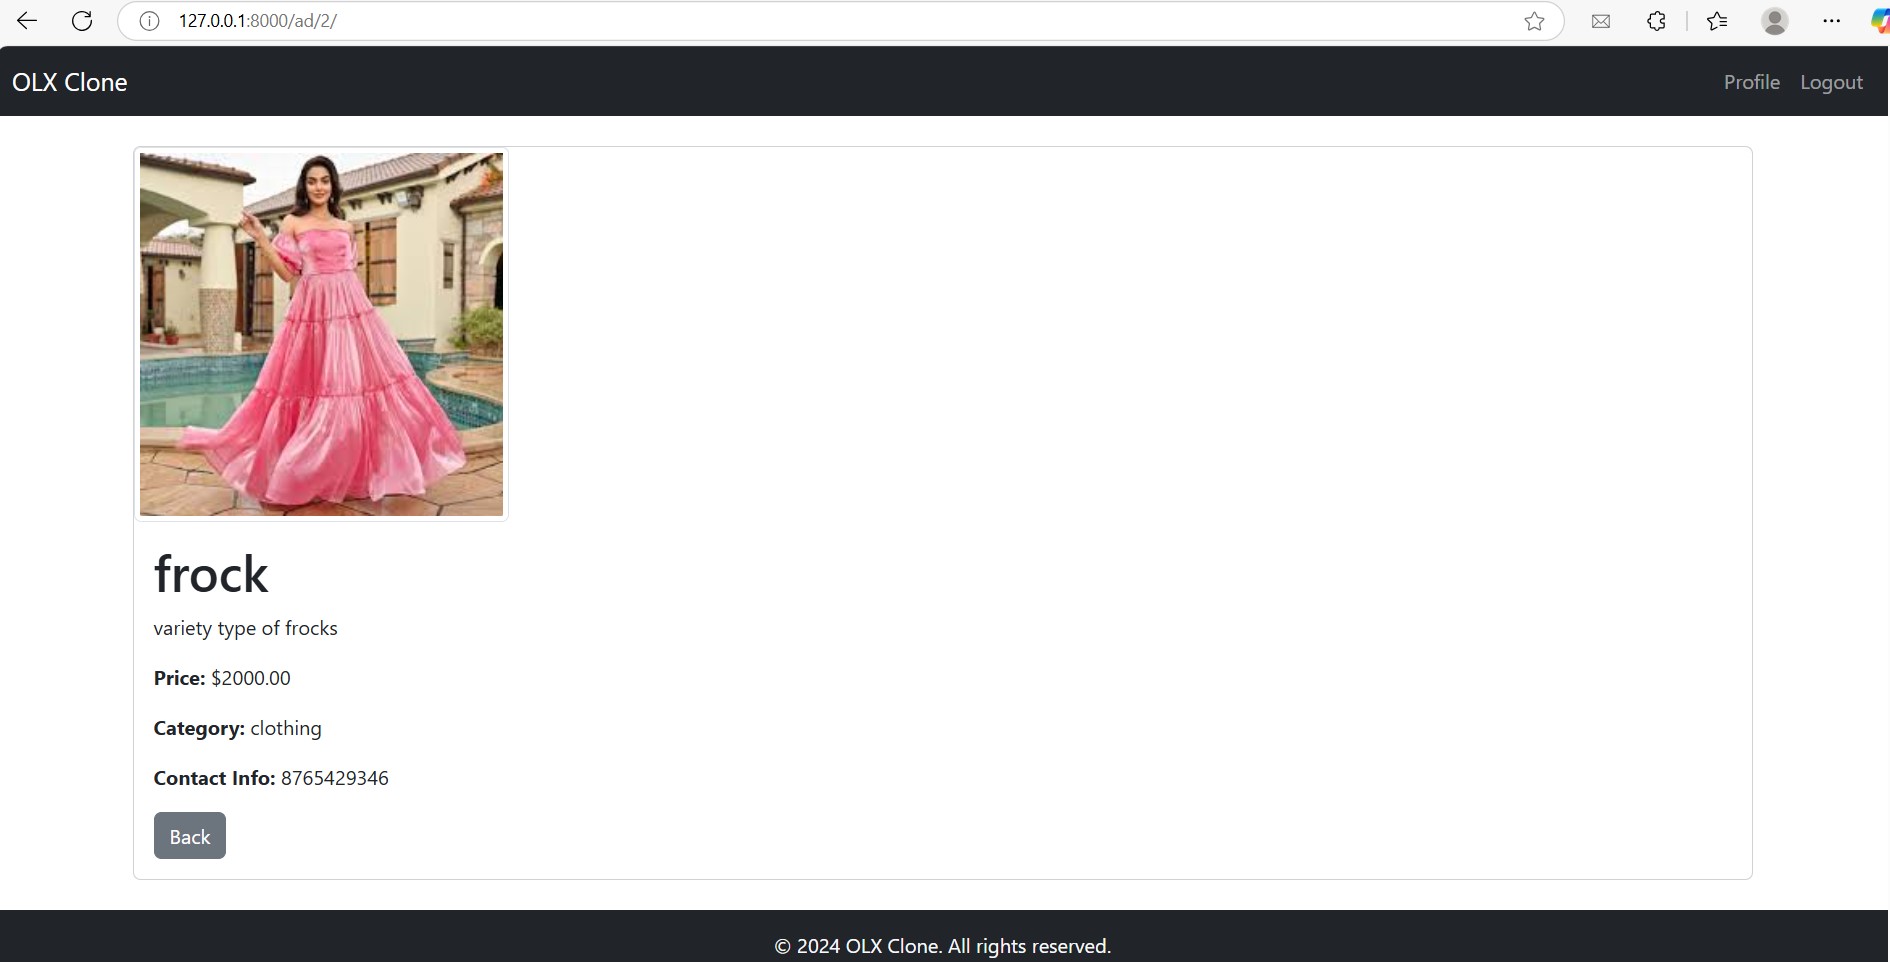 127.0.0.1:8000/ad/2/
OLX Clone
Profile Logout
frock
variety type of frocks
Price: $2000.00
Category: clothing
Contact Info: 8765429346
Back
© 2024 OLX Clone. All rights reserved.